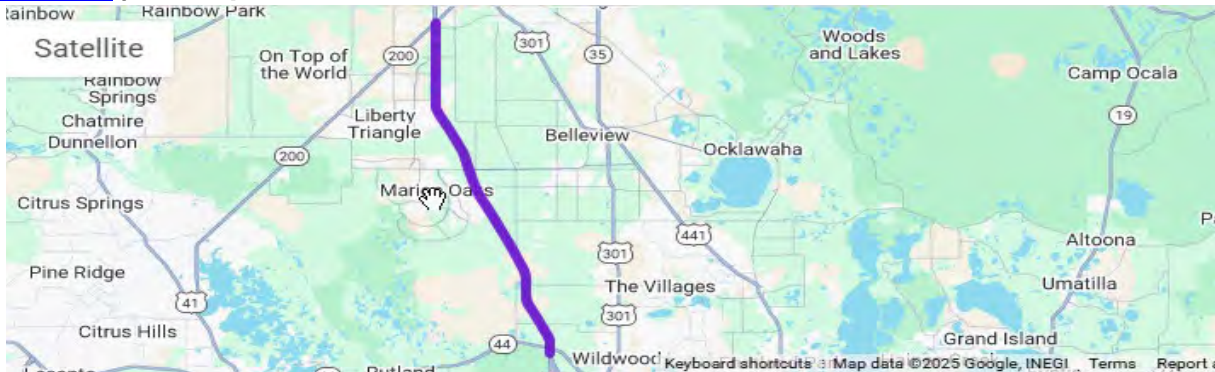 Rainbow
Rainbow Park
Satellite
On Top of
the World
200
301
35
Woods
and Lakes
Camp Ocala
Rainbow
Springs
Chatmire
Dunnellon
Liberty
Triangle
19
Belleview
Ocklawaha
200
Marion Oaks
Citrus Springs
441
Altoona
Pine Ridge
301
The Villages
Umatilla
41
301
Citrus Hills
44
Grand Island
Wildwood
Rutland
Keyboard shortcuts
Map data ©2025 Google, INEGI
Terms
Report a